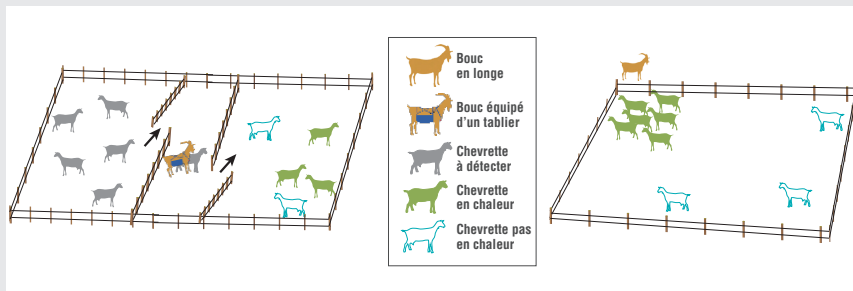 Bouc
en longe
Bouc équipé
d'un tablier
Chevrette
à détecter
Chevrette
en chaleur
Chevrette pas
en chaleur